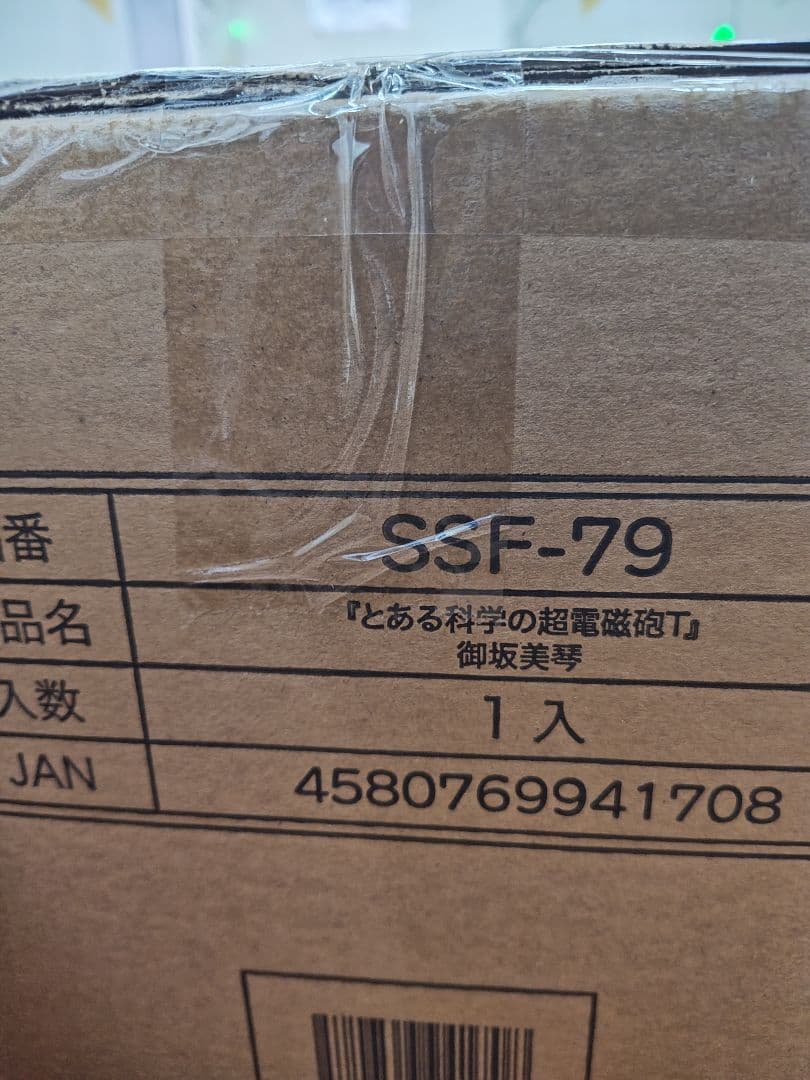 番 SSF-79
品名 『とある科学の超電磁砲T』
御坂美琴
入数 1入
JAN 4580769941708